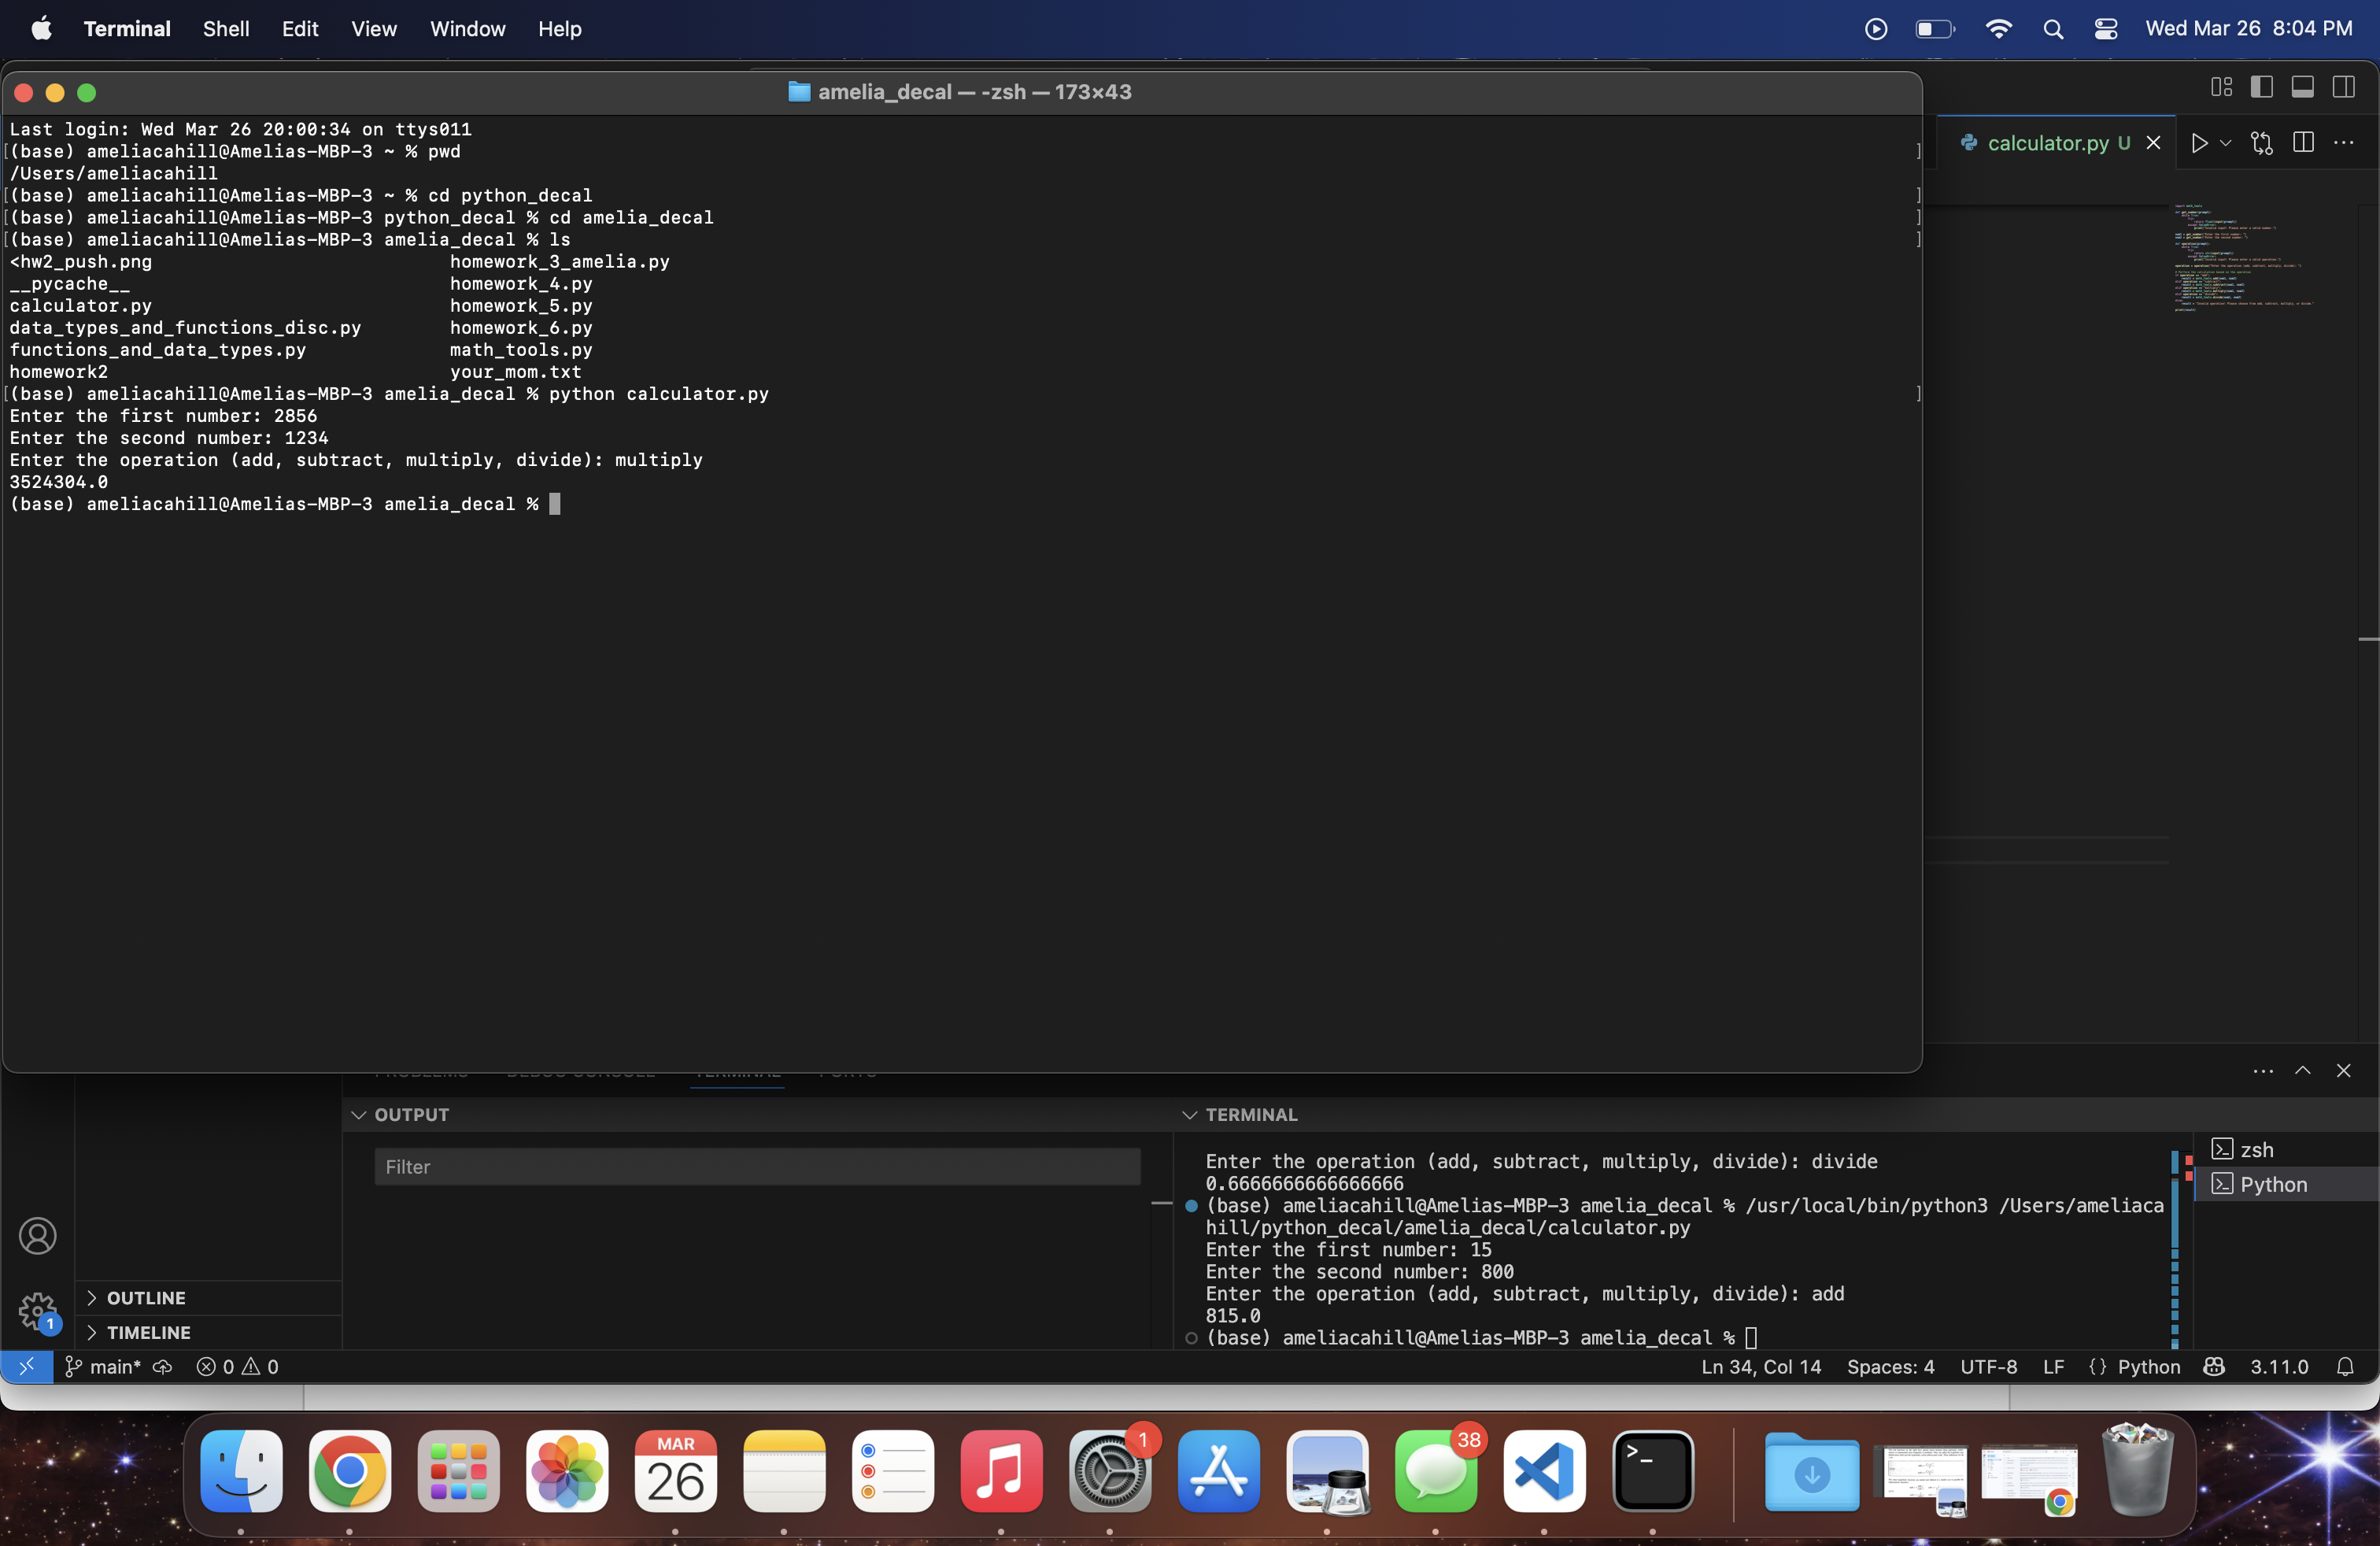 Terminal Shell Edit View Window Help Wed Mar 26 8:04 PM
amelia_decal — -zsh — 173×43
Last login: Wed Mar 26 20:00:34 on ttys011
[(base) ameliacahill@Amelias-MBP-3 ~ % pwd ]
/Users/ameliacahill
[(base) ameliacahill@Amelias-MBP-3 ~ % cd python_decal ]
[(base) ameliacahill@Amelias-MBP-3 python_decal % cd amelia_decal ]
[(base) ameliacahill@Amelias-MBP-3 amelia_decal % ls ]
<hw2_push.png homework_3_amelia.py
__pycache__ homework_4.py
calculator.py homework_5.py
data_types_and_functions_disc.py homework_6.py
functions_and_data_types.py math_tools.py
homework2 your_mom.txt
[(base) ameliacahill@Amelias-MBP-3 amelia_decal % python calculator.py ]
Enter the first number: 2856
Enter the second number: 1234
Enter the operation (add, subtract, multiply, divide): multiply
3524304.0
(base) ameliacahill@Amelias-MBP-3 amelia_decal %
calculator.py U
PROBLEMS DEBUG CONSOLE TERMINAL PORTS
OUTPUT
Filter
TERMINAL
Enter the operation (add, subtract, multiply, divide): divide
0.6666666666666666
(base) ameliacahill@Amelias-MBP-3 amelia_decal % /usr/local/bin/python3 /Users/ameliaca
hill/python_decal/amelia_decal/calculator.py
Enter the first number: 15
Enter the second number: 800
Enter the operation (add, subtract, multiply, divide): add
815.0
(base) ameliacahill@Amelias-MBP-3 amelia_decal %
zsh
Python
OUTLINE
TIMELINE
1
main* 0 0 Ln 34, Col 14 Spaces: 4 UTF-8 LF {} Python 3.11.0
MAR
26
1
38